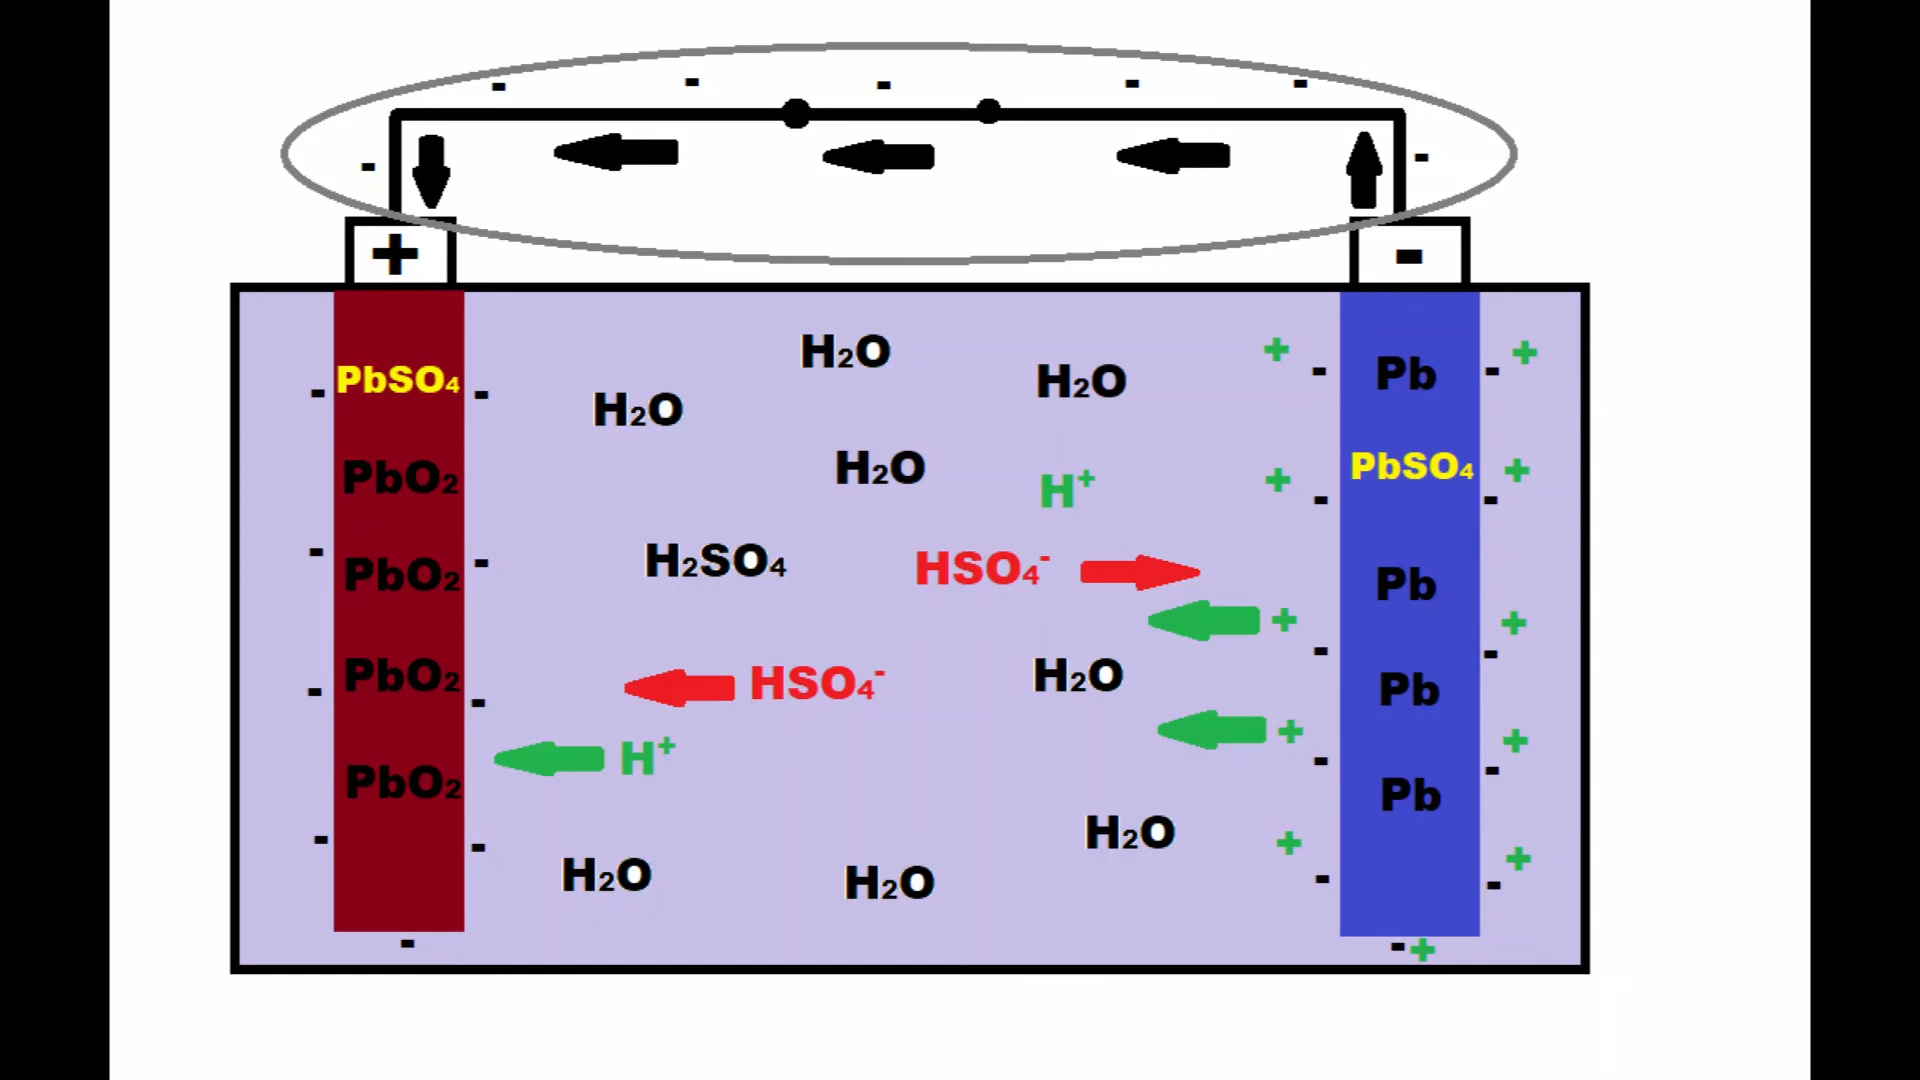 - - - - -
- -
+ -
H₂O
+ +
PbSO₄ H₂O H₂O - Pb -
- -
H₂O PbSO₄ +
PbO₂ H₂O H⁺ + - -
H₂SO₄ HSO₄⁻
- PbO₂ - Pb
+ +
PbO₂ HSO₄⁻ H₂O - Pb -
- -
PbO₂ H⁺ + - - +
Pb
- - H₂O + +
H₂O H₂O - -
- - +